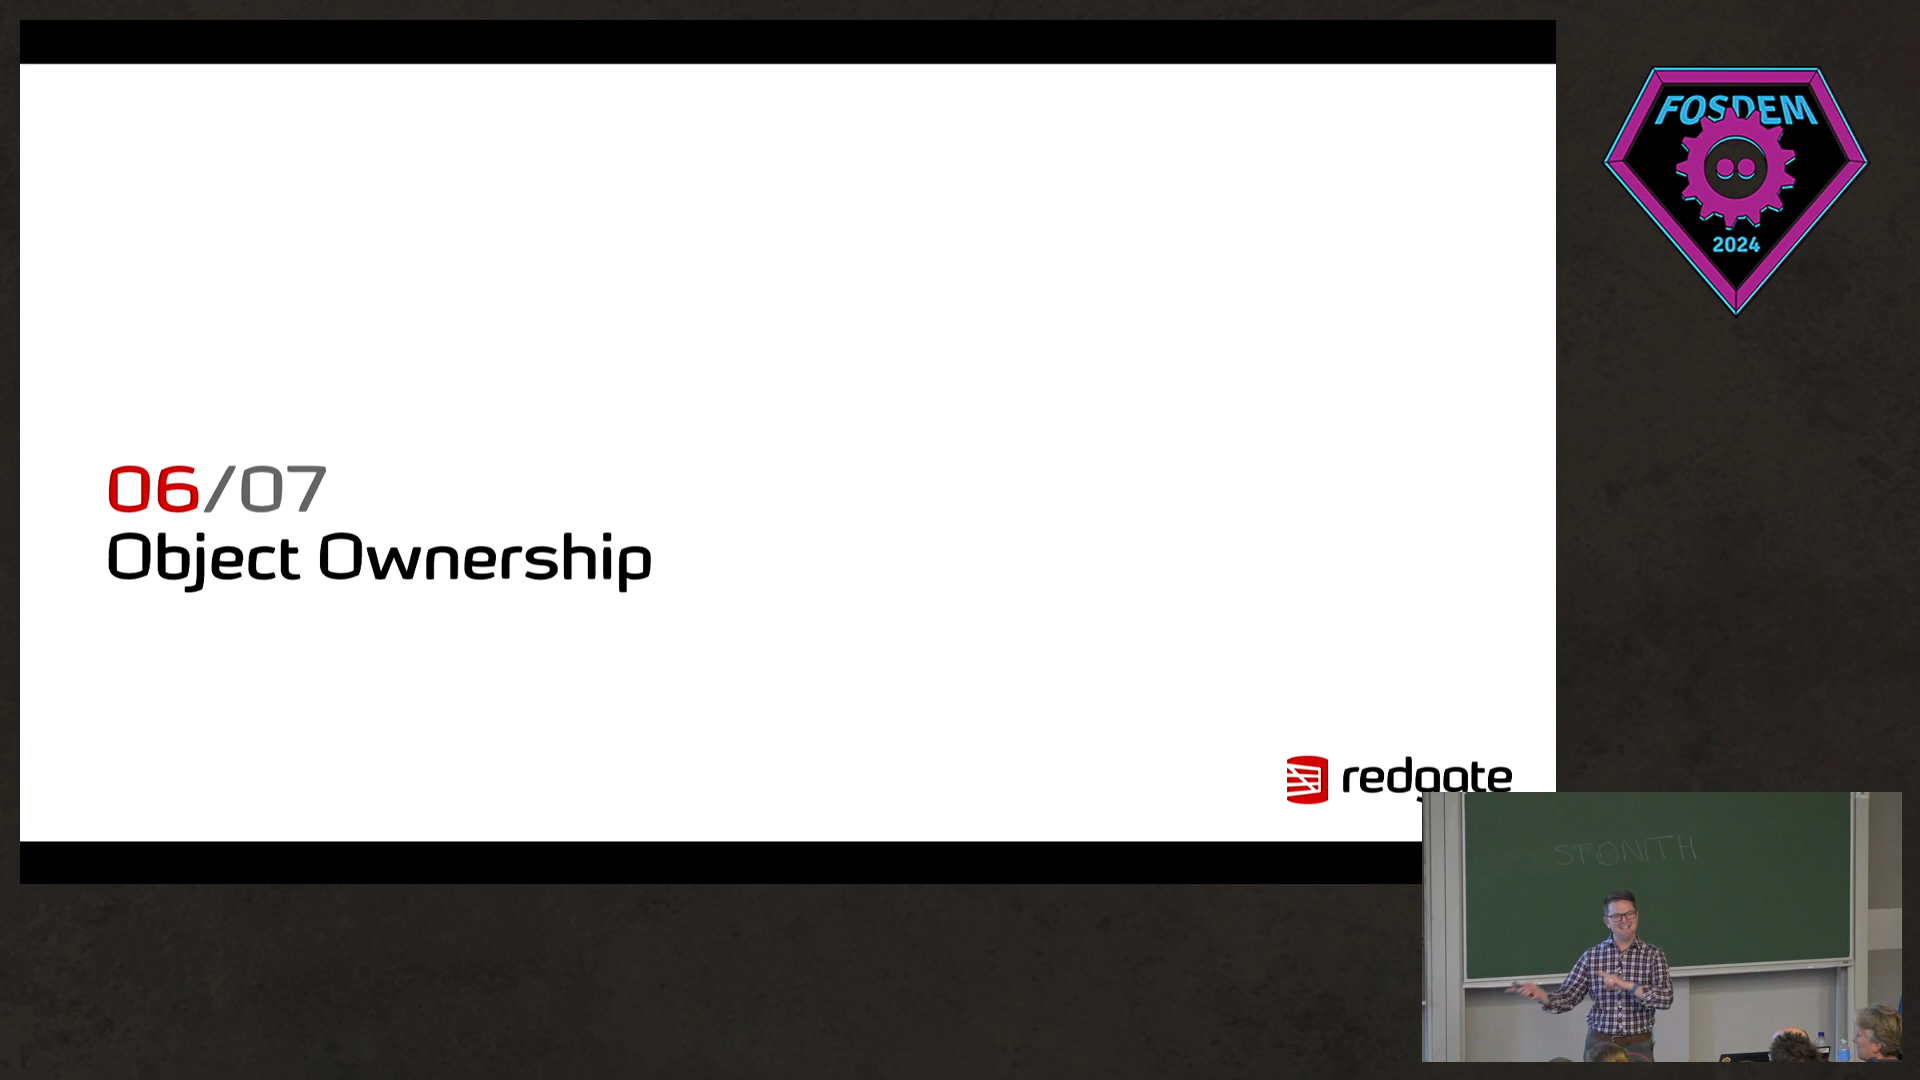 06/07
Object Ownership
redgate
FOSDEM
2024
STONITH